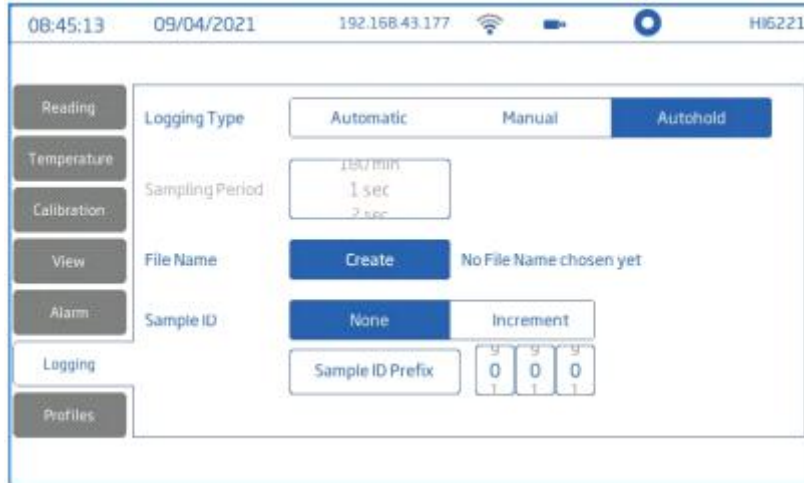 08:45:13 09/04/2021 192.168.43.177 HI6221
Reading
Logging Type Automatic Manual Autohold
Temperature
180/min
Sampling Period 1 sec
2 sec
Calibration
View
File Name Create No File Name chosen yet
Alarm
Sample ID None Increment
Logging
9 9 9
Sample ID Prefix 0 0 0
1 1 1
Profiles